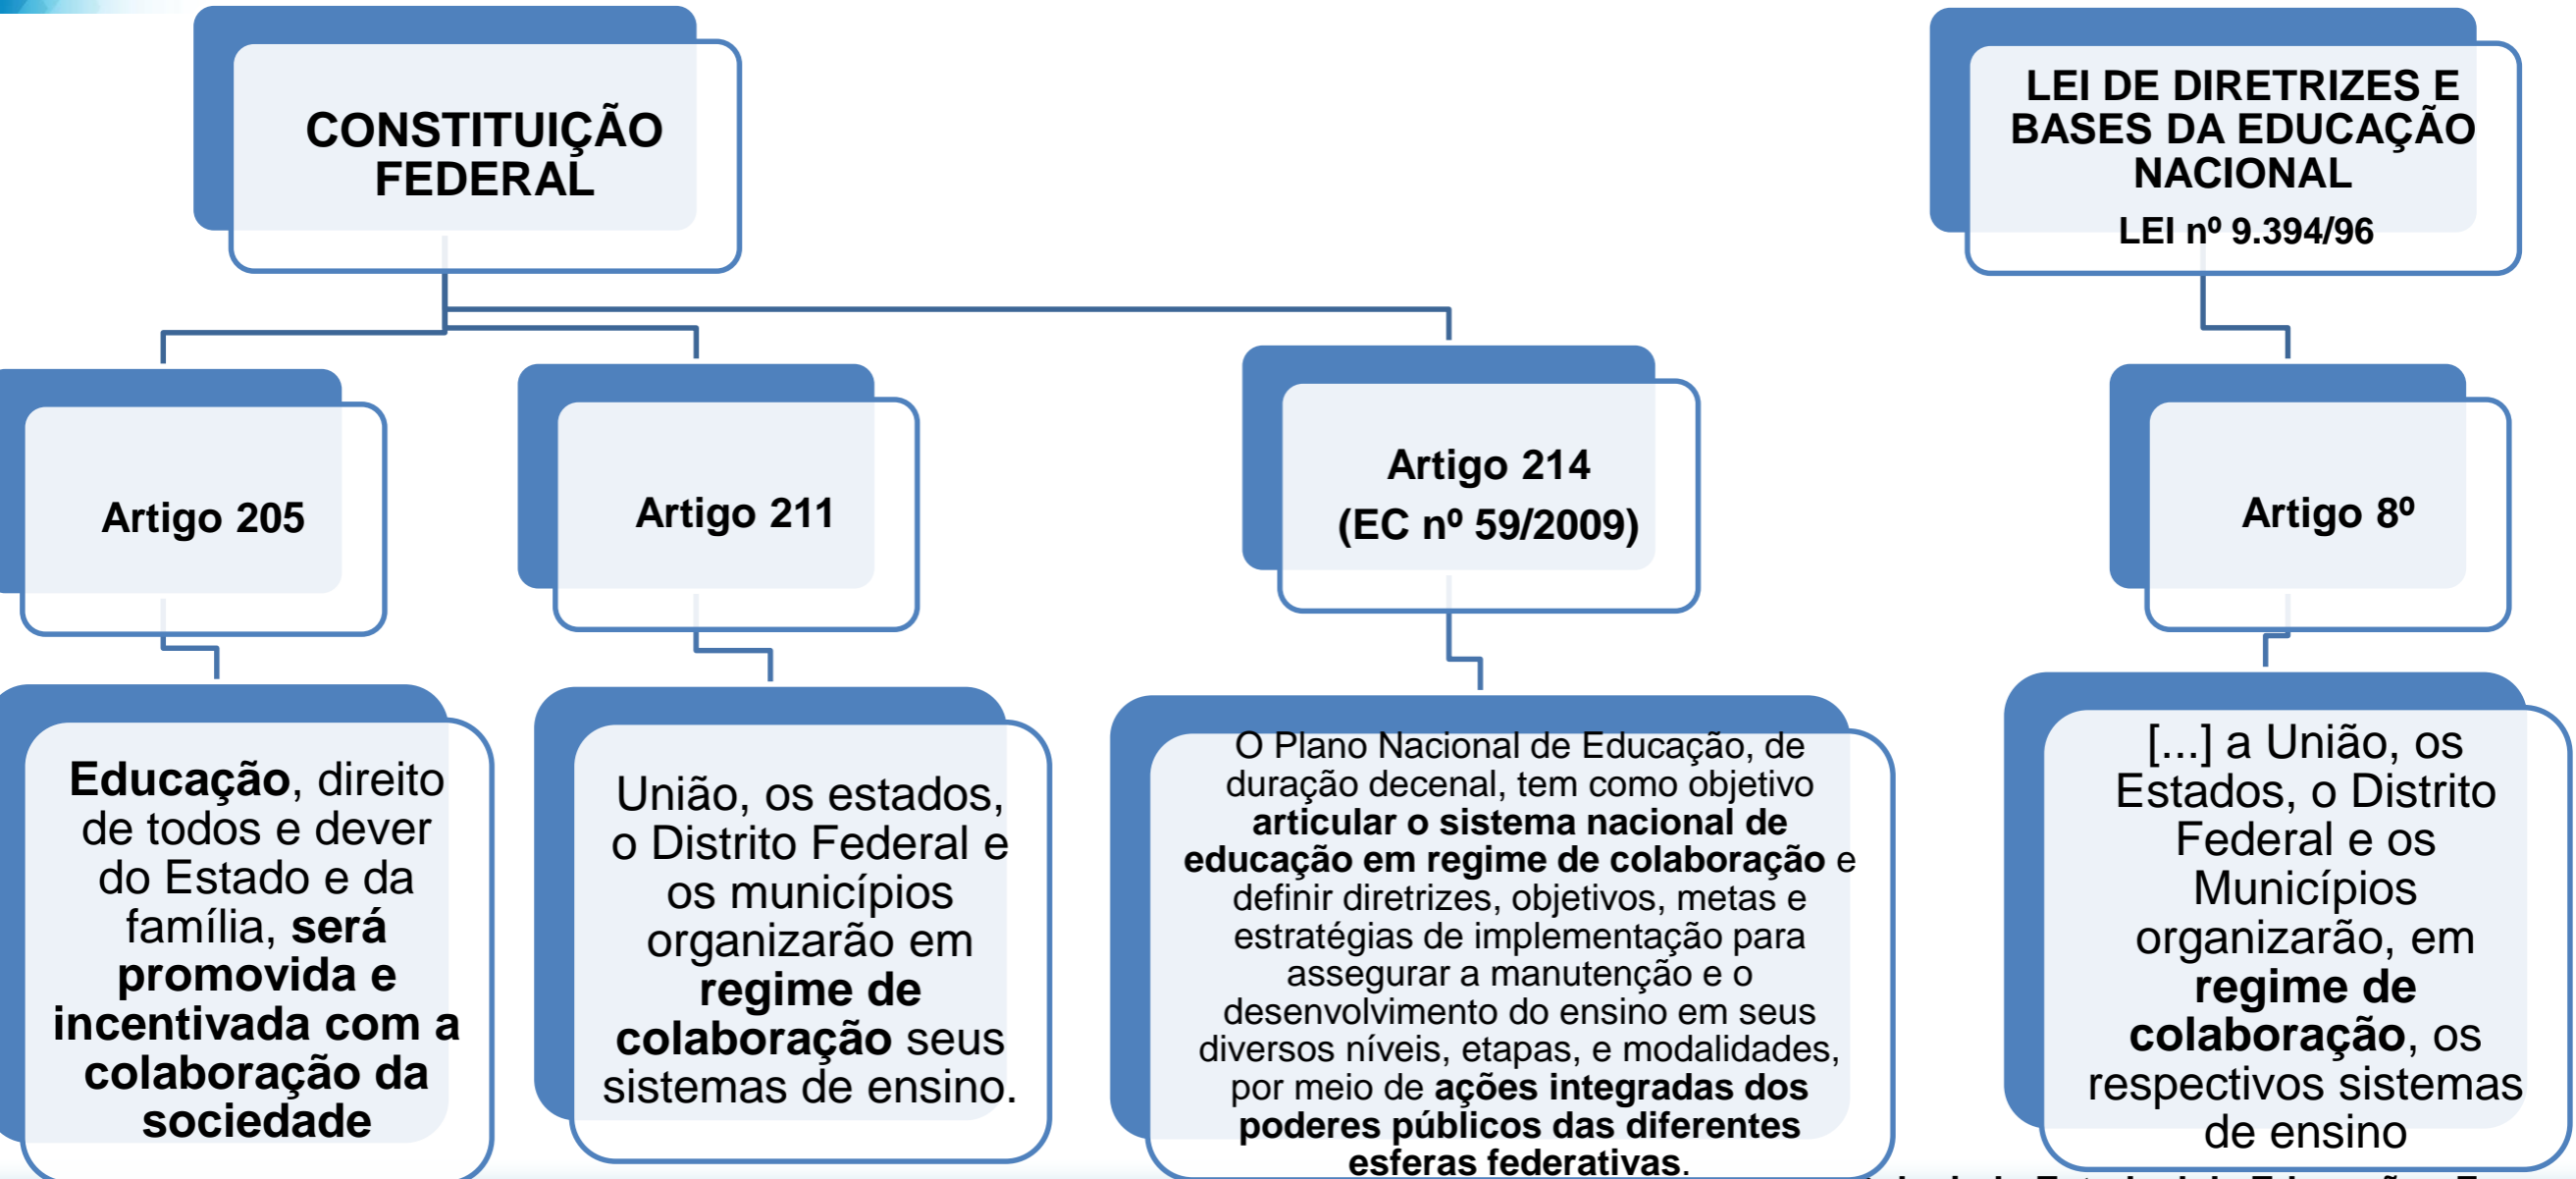 CONSTITUIÇÃO
FEDERAL
LEI DE DIRETRIZES E
BASES DA EDUCAÇÃO
NACIONAL
LEI nº 9.394/96
Artigo 205
Artigo 211
Artigo 214
(EC nº 59/2009)
Artigo 8º
Educação, direito
de todos e dever
do Estado e da
família, será
promovida e
incentivada com a
colaboração da
sociedade
União, os estados,
o Distrito Federal e
os municípios
organizarão em
regime de
colaboração seus
sistemas de ensino.
O Plano Nacional de Educação, de
duração decenal, tem como objetivo
articular o sistema nacional de
educação em regime de colaboração e
definir diretrizes, objetivos, metas e
estratégias de implementação para
assegurar a manutenção e o
desenvolvimento do ensino em seus
diversos níveis, etapas, e modalidades,
por meio de ações integradas dos
poderes públicos das diferentes
esferas federativas.
[...] a União, os
Estados, o Distrito
Federal e os
Municípios
organizarão, em
regime de
colaboração, os
respectivos sistemas
de ensino